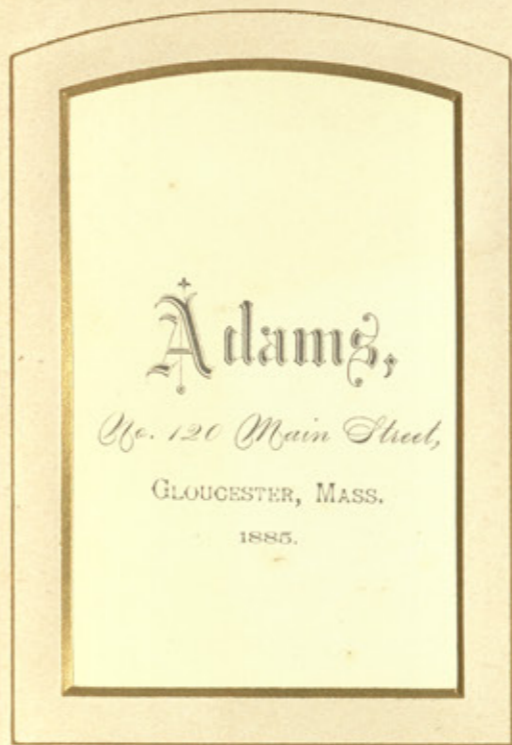 Adams,
No. 120 Main Street,
GLOUCESTER, MASS.
1885.